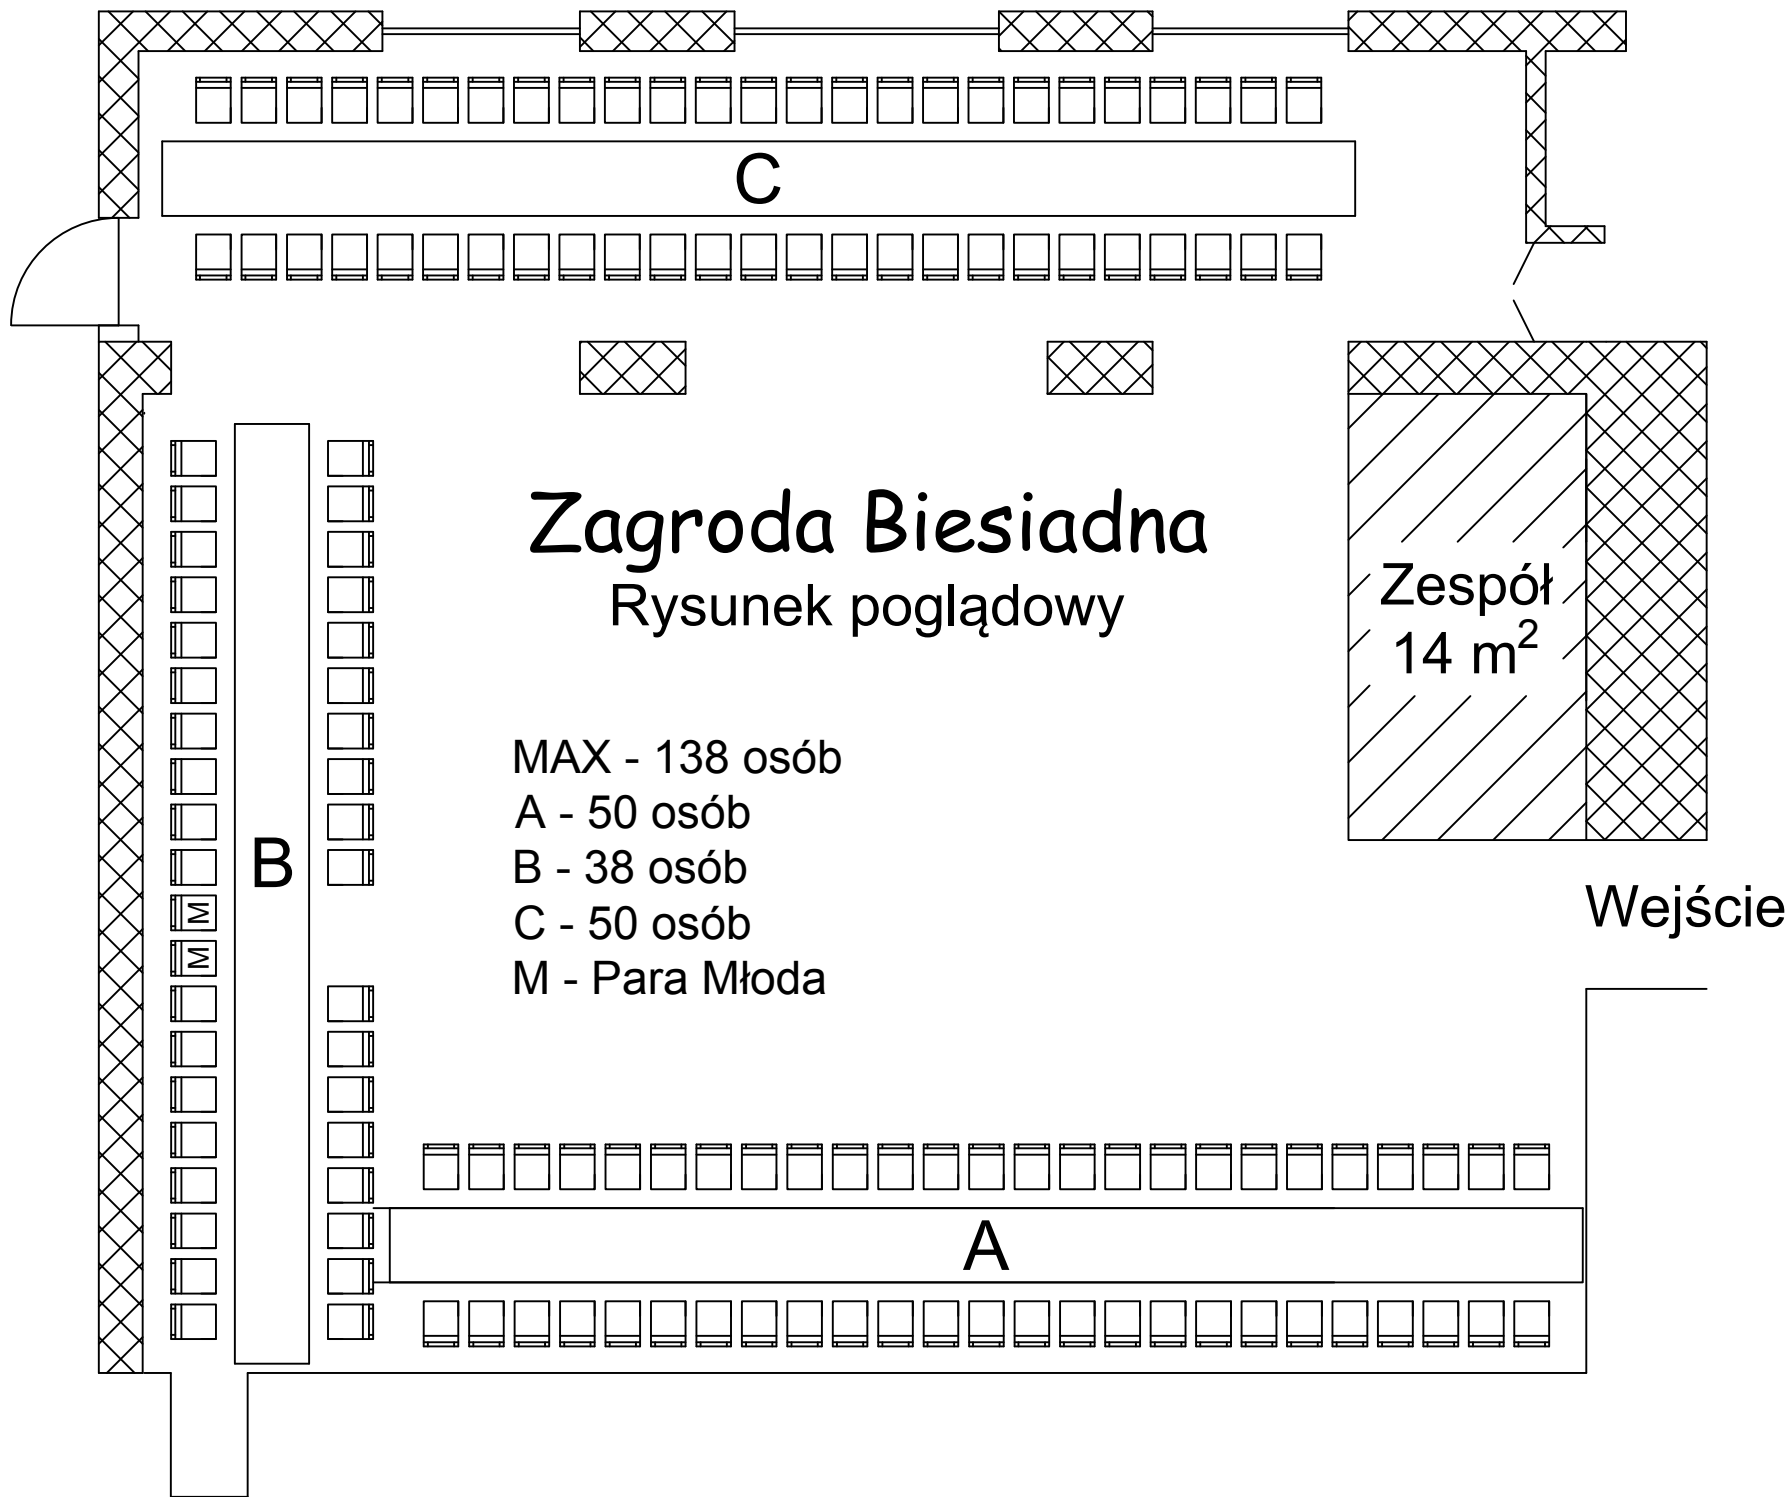 C
Zagroda Biesiadna
Rysunek poglądowy
Zespół
14 m²
MAX - 138 osób
A - 50 osób
B - 38 osób
C - 50 osób
M - Para Młoda
B
M
M
Wejście
A